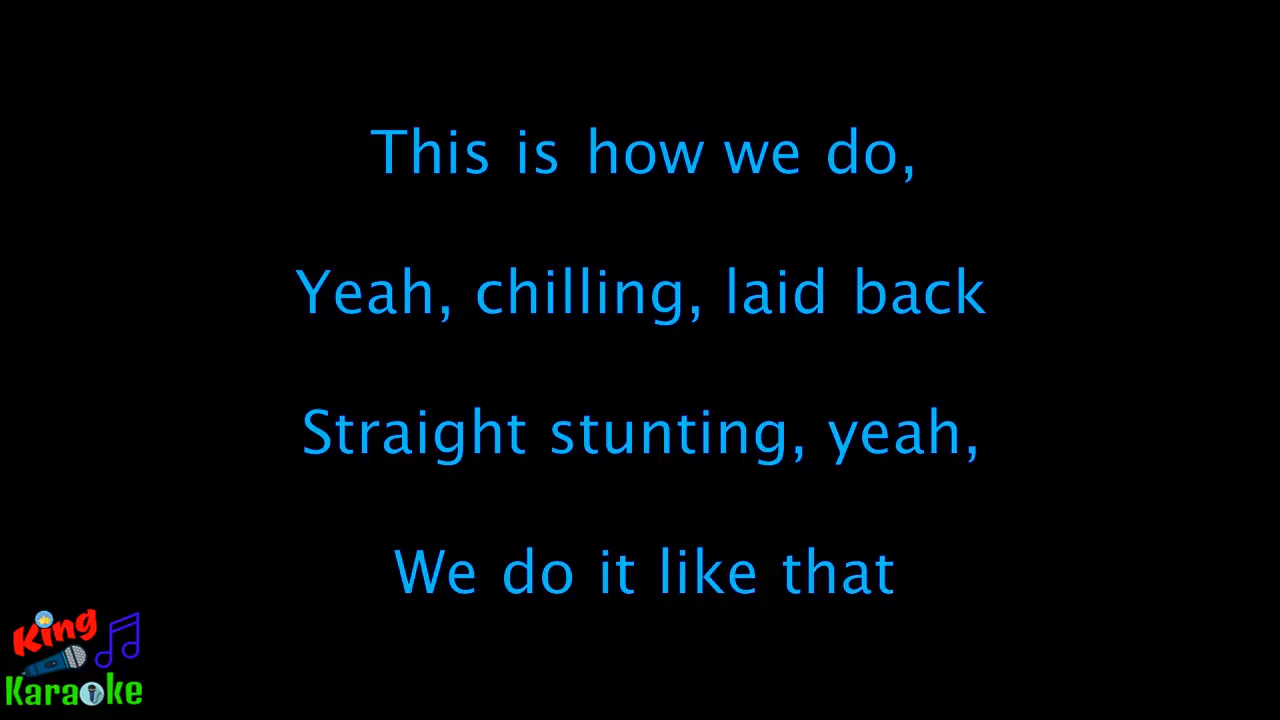 This is how we do,
Yeah, chilling, laid back
Straight stunting, yeah,
We do it like that
King
Karaoke